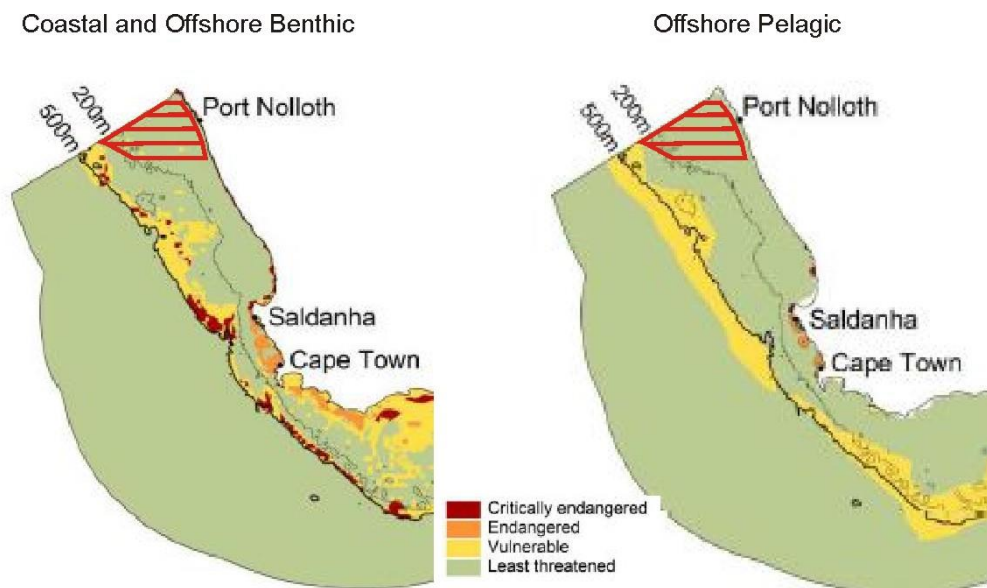 Coastal and Offshore Benthic
Offshore Pelagic
200m
500m
Port Nolloth
Saldanha
Cape Town
200m
500m
Port Nolloth
Saldanha
Cape Town
Critically endangered
Endangered
Vulnerable
Least threatened